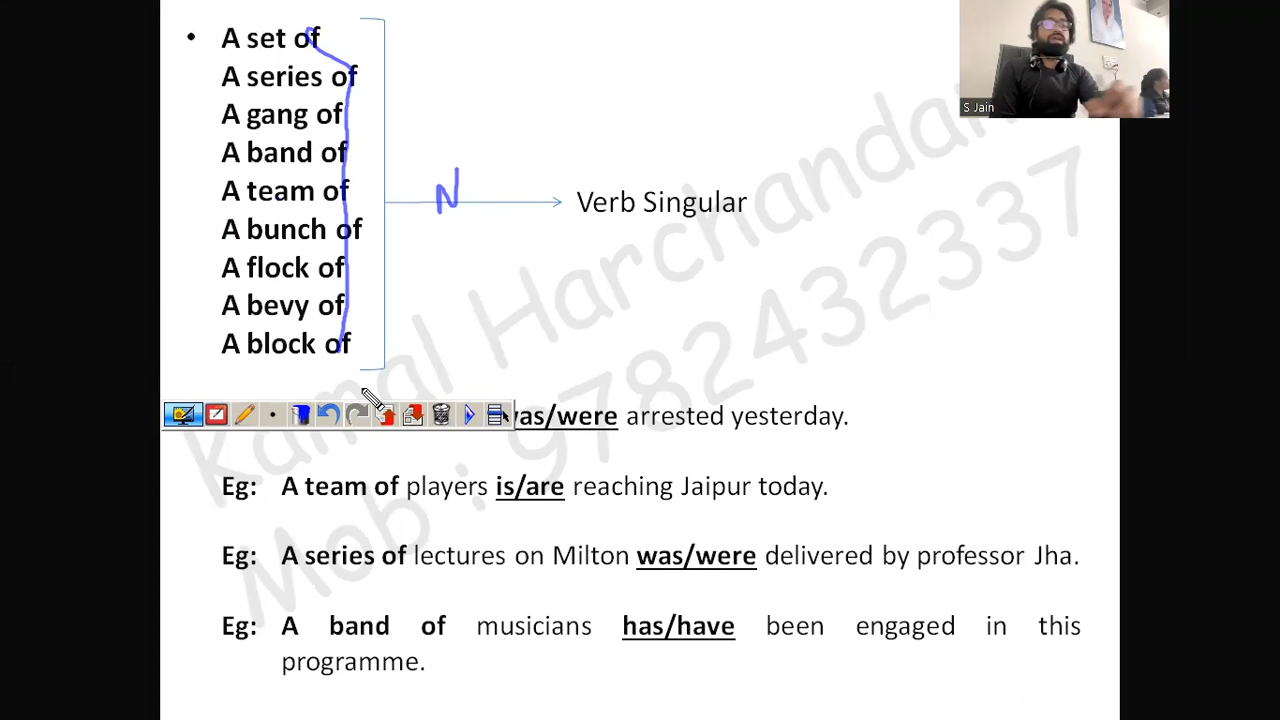 • A set of
A series of
A gang of
A band of
A team of
A bunch of
A flock of
A bevy of
A block of
N
Verb Singular
S Jain
was/were arrested yesterday.
Eg: A team of players is/are reaching Jaipur today.
Eg: A series of lectures on Milton was/were delivered by professor Jha.
Eg: A band of musicians has/have been engaged in this
programme.
Kamal Harchandan
Mob : 9782432337